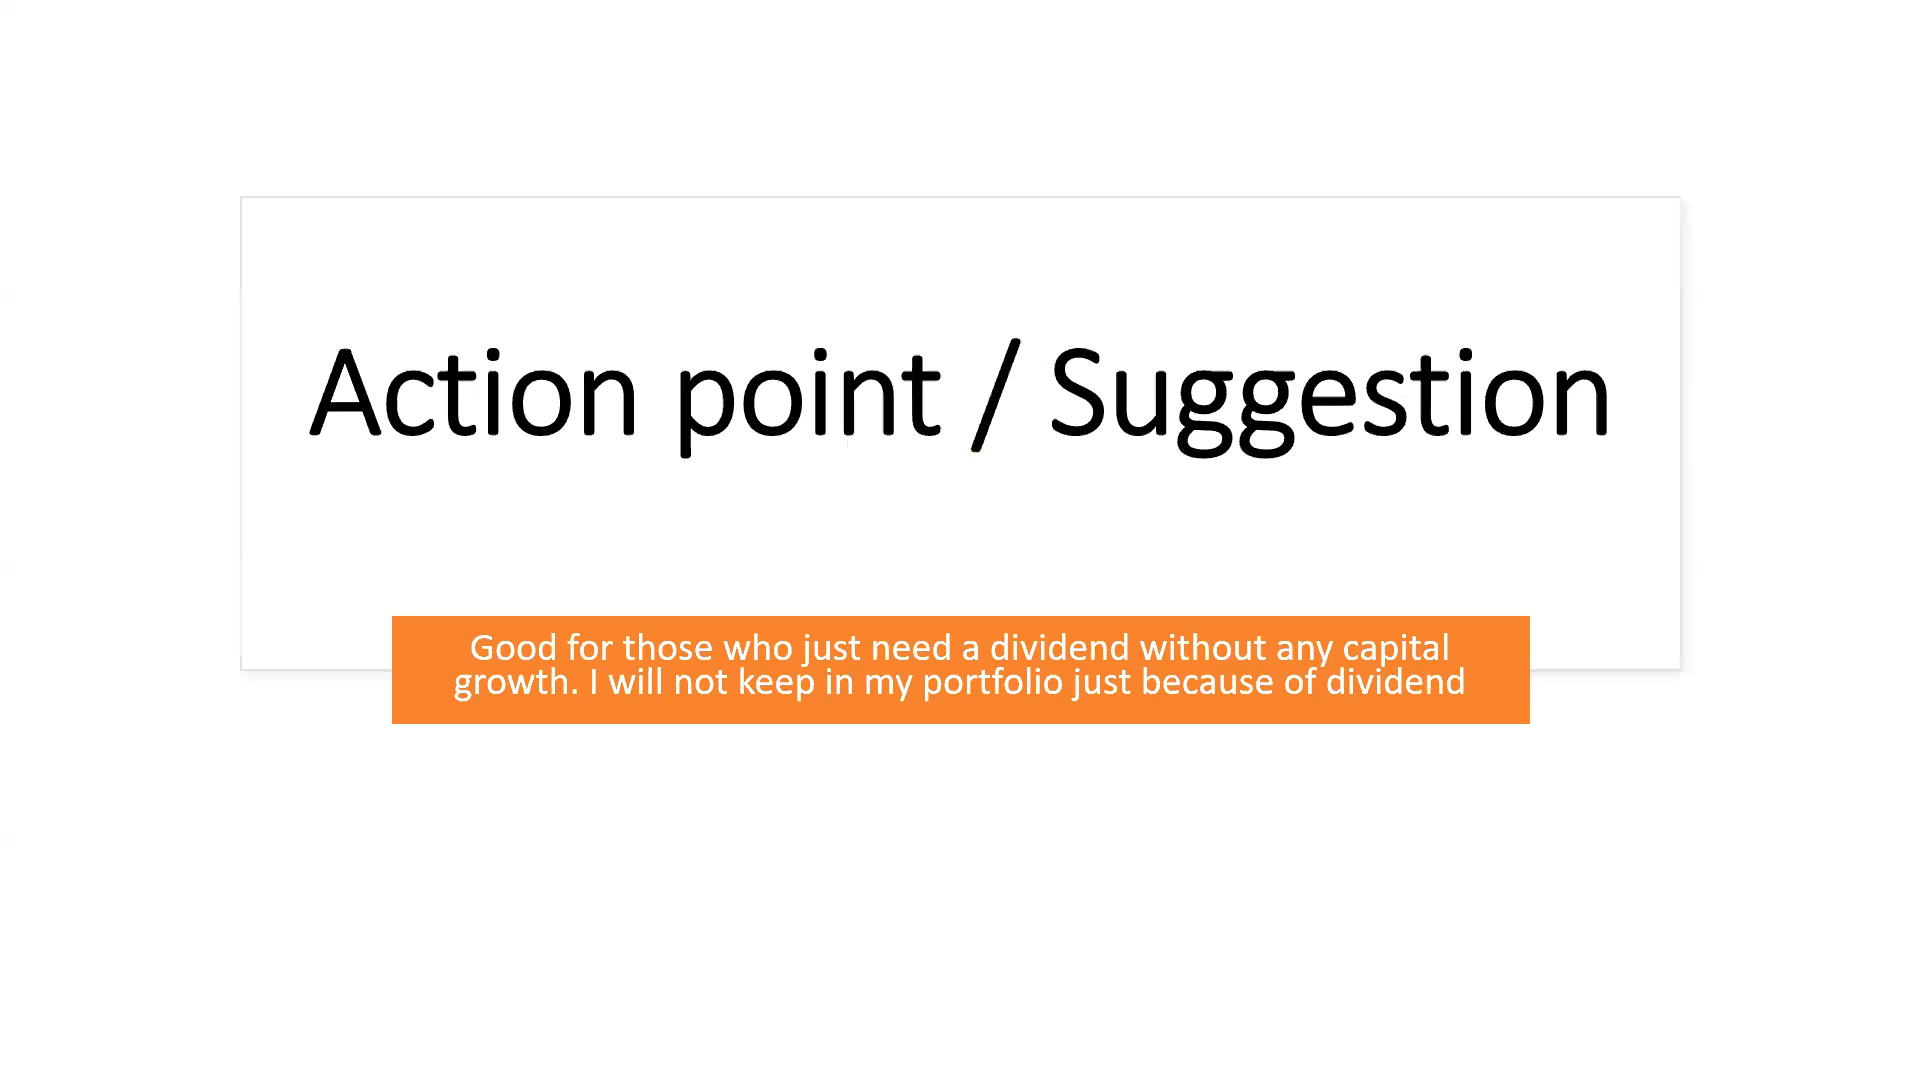 Action point / Suggestion
Good for those who just need a dividend without any capital
growth. I will not keep in my portfolio just because of dividend